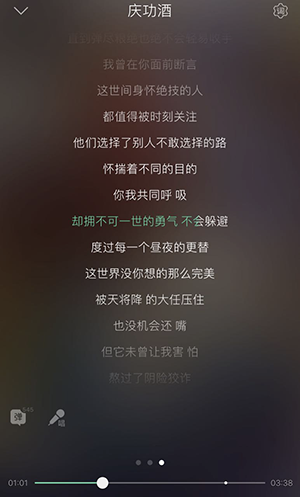 庆功酒
词
我曾在你面前断言
这世间身怀绝技的人
都值得被时刻关注
他们选择了别人不敢选择的路
怀揣着不同的目的
你我共同呼 吸
却拥不可一世的勇气 不会躲避
度过每一个昼夜的更替
这世界没你想的那么完美
被天将降 的大任压住
也没机会还 嘴
但它未曾让我害 怕
熬过了阴险狡诈
弹
唱
01:01
03:38